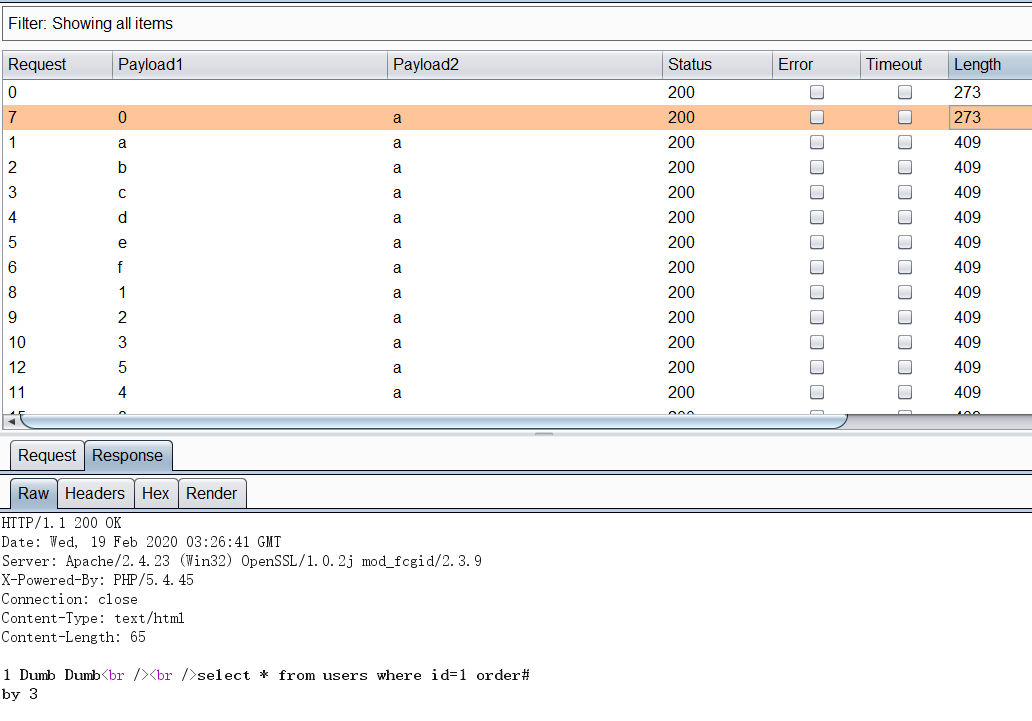 Filter: Showing all items
Request Payload1 Payload2 Status Error Timeout Length
0 200 273
7 0 a 200 273
1 a a 200 409
2 b a 200 409
3 c a 200 409
4 d a 200 409
5 e a 200 409
6 f a 200 409
8 1 a 200 409
9 2 a 200 409
10 3 a 200 409
12 5 a 200 409
11 4 a 200 409
Request Response
Raw Headers Hex Render
HTTP/1.1 200 OK
Date: Wed, 19 Feb 2020 03:26:41 GMT
Server: Apache/2.4.23 (Win32) OpenSSL/1.0.2j mod_fcgid/2.3.9
X-Powered-By: PHP/5.4.45
Connection: close
Content-Type: text/html
Content-Length: 65
1 Dumb Dumb<br /><br />select * from users where id=1 order#
by 3